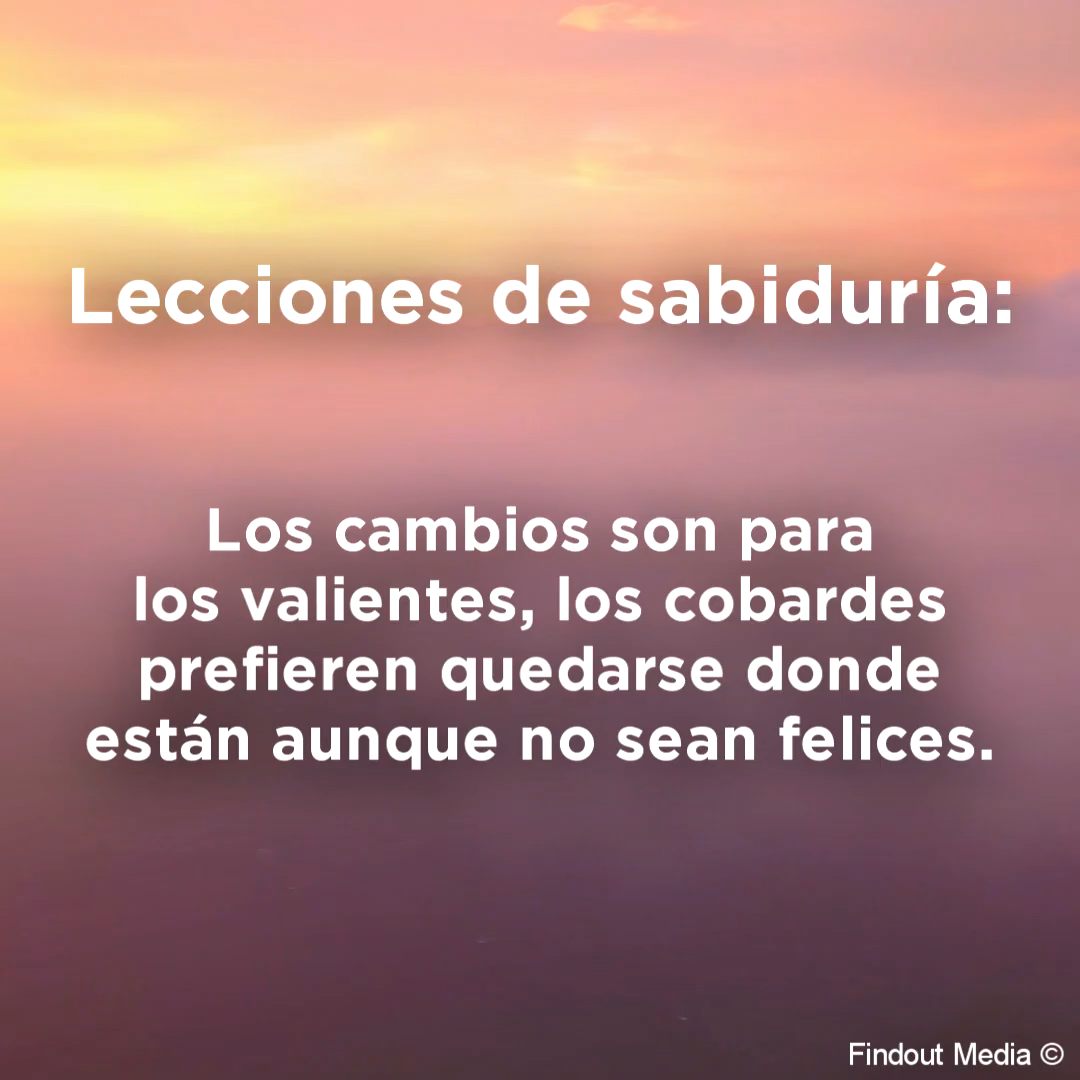 Lecciones de sabiduría:
Los cambios son para
los valientes, los cobardes
prefieren quedarse donde
están aunque no sean felices.
Findout Media ©